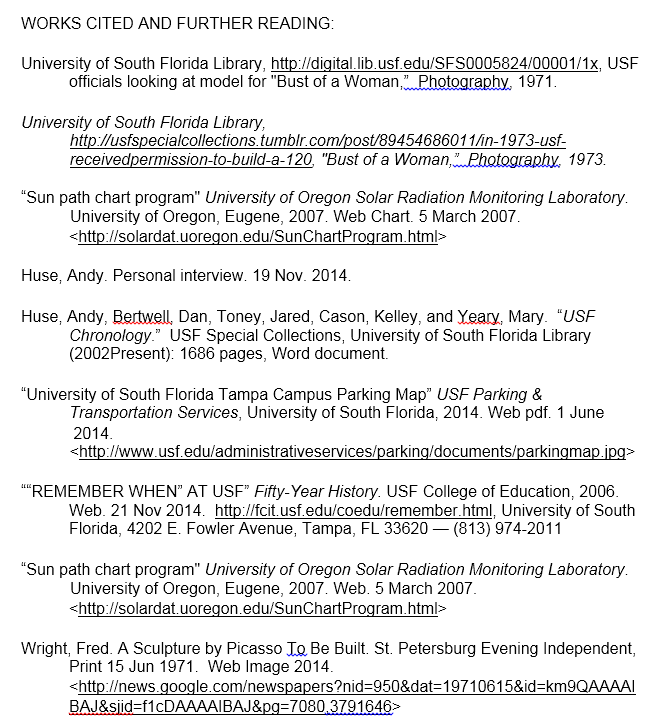 WORKS CITED AND FURTHER READING:
University of South Florida Library, http://digital.lib.usf.edu/SFS0005824/00001/1x, USF
officials looking at model for "Bust of a Woman,” Photography, 1971.
University of South Florida Library,
http://usfspecialcollections.tumblr.com/post/89454686011/in-1973-usf-
receivedpermission-to-build-a-120, "Bust of a Woman,” Photography, 1973.
“Sun path chart program" University of Oregon Solar Radiation Monitoring Laboratory.
University of Oregon, Eugene, 2007. Web Chart. 5 March 2007.
<http://solardat.uoregon.edu/SunChartProgram.html>
Huse, Andy. Personal interview. 19 Nov. 2014.
Huse, Andy, Bertwell, Dan, Toney, Jared, Cason, Kelley, and Yeary, Mary. “USF
Chronology.” USF Special Collections, University of South Florida Library
(2002Present): 1686 pages, Word document.
“University of South Florida Tampa Campus Parking Map” USF Parking &
Transportation Services, University of South Florida, 2014. Web pdf. 1 June
2014.
<http://www.usf.edu/administrativeservices/parking/documents/parkingmap.jpg>
““REMEMBER WHEN” AT USF” Fifty-Year History. USF College of Education, 2006.
Web. 21 Nov 2014. http://fcit.usf.edu/coedu/remember.html, University of South
Florida, 4202 E. Fowler Avenue, Tampa, FL 33620 — (813) 974-2011
“Sun path chart program" University of Oregon Solar Radiation Monitoring Laboratory.
University of Oregon, Eugene, 2007. Web. 5 March 2007.
<http://solardat.uoregon.edu/SunChartProgram.html>
Wright, Fred. A Sculpture by Picasso To Be Built. St. Petersburg Evening Independent,
Print 15 Jun 1971. Web Image 2014.
<http://news.google.com/newspapers?nid=950&dat=19710615&id=km9QAAAAI
BAJ&sjid=f1cDAAAAIBAJ&pg=7080,3791646>